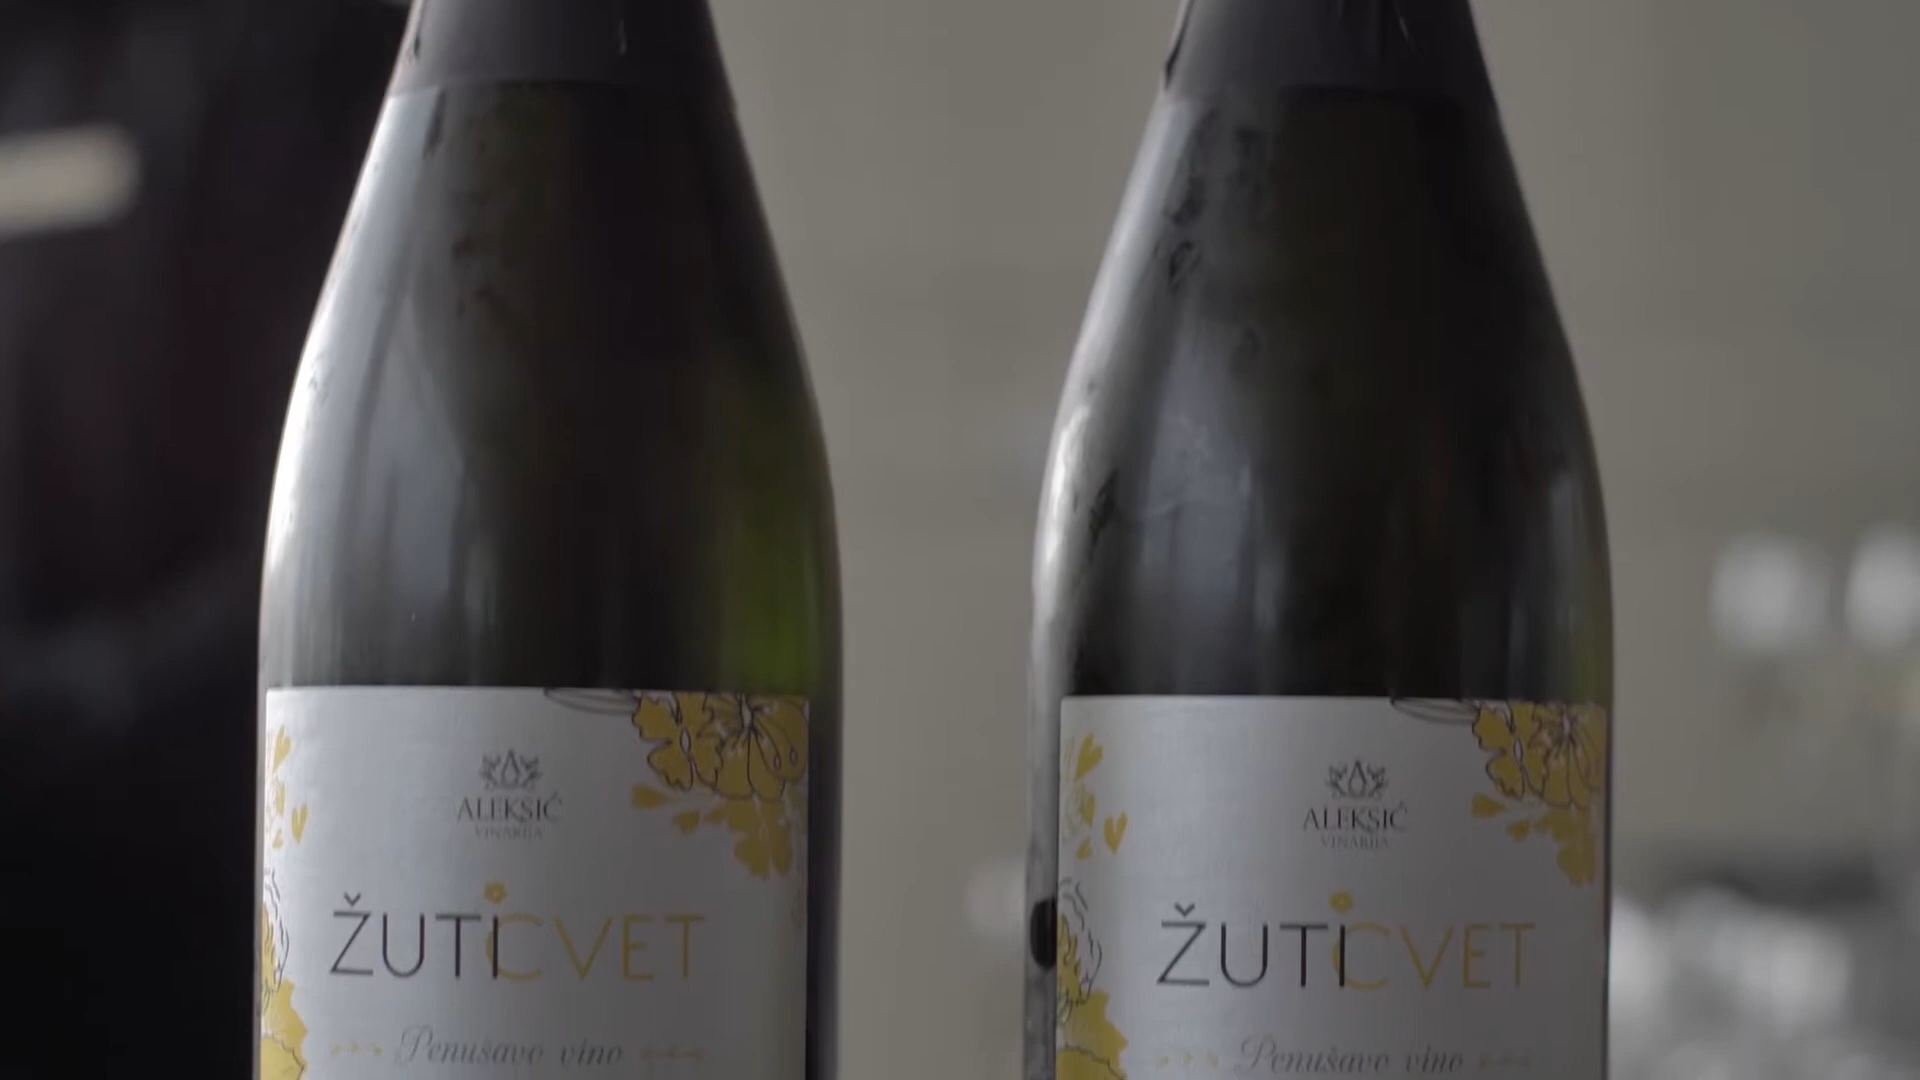 ALEKSIĆ
VINARIJA
ŽUTI CVET
Penušavo vino
ALEKSIĆ
VINARIJA
ŽUTI CVET
Penušavo vino